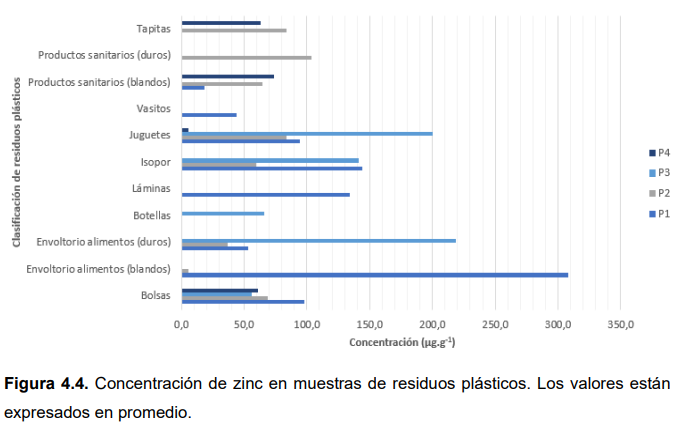 Clasificación de residuos plásticos
Tapitas
Productos sanitarios (duros)
Productos sanitarios (blandos)
Vasitos
Juguetes
Isopor
Láminas
Botellas
Envoltorio alimentos (duros)
Envoltorio alimentos (blandos)
Bolsas
P4
P3
P2
P1
0,0 50,0 100,0 150,0 200,0 250,0 300,0 350,0
Concentración (µg.g⁻¹)
Figura 4.4. Concentración de zinc en muestras de residuos plásticos. Los valores están
expresados en promedio.